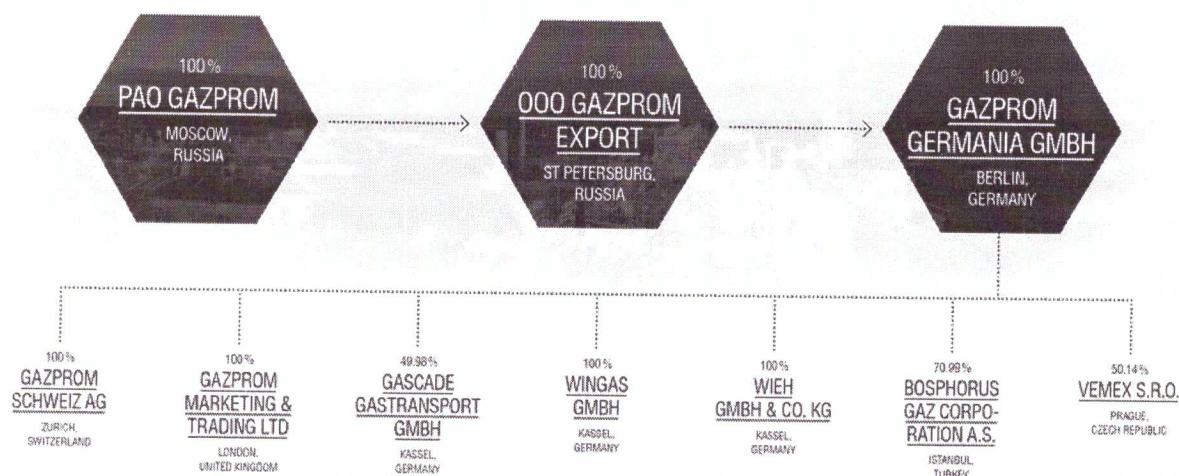 100%
PAO GAZPROM
MOSCOW,
RUSSIA
100%
OOO GAZPROM
EXPORT
ST PETERSBURG,
RUSSIA
100%
GAZPROM
GERMANIA GMBH
BERLIN,
GERMANY
100%
GAZPROM
SCHWEIZ AG
ZURICH,
SWITZERLAND
100%
GAZPROM
MARKETING &
TRADING LTD
LONDON,
UNITED KINGDOM
49.98%
GASCADE
GASTRANSPORT
GMBH
KASSEL,
GERMANY
100%
WINGAS
GMBH
KASSEL,
GERMANY
100%
WIEH
GMBH & CO. KG
KASSEL,
GERMANY
70.99%
BOSPHORUS
GAZ CORPO-
RATION A.S.
ISTANBUL,
TURKEY
50.14%
VEMEX S.R.O.
PRAGUE,
CZECH REPUBLIC